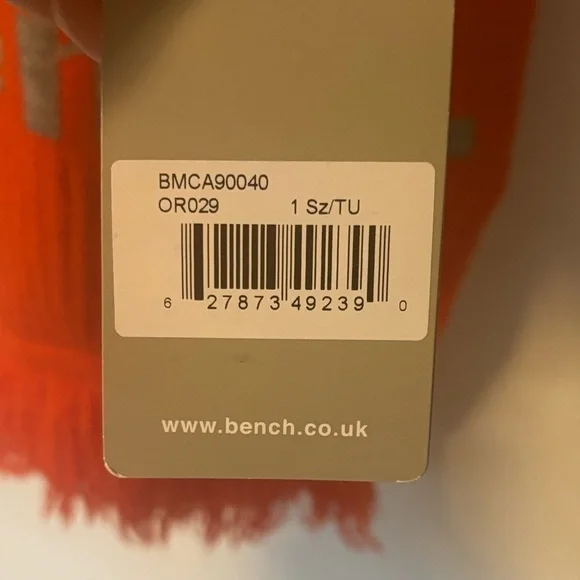 BMCA90040
OR029 1 Sz/TU
6 27873 49239 0
www.bench.co.uk